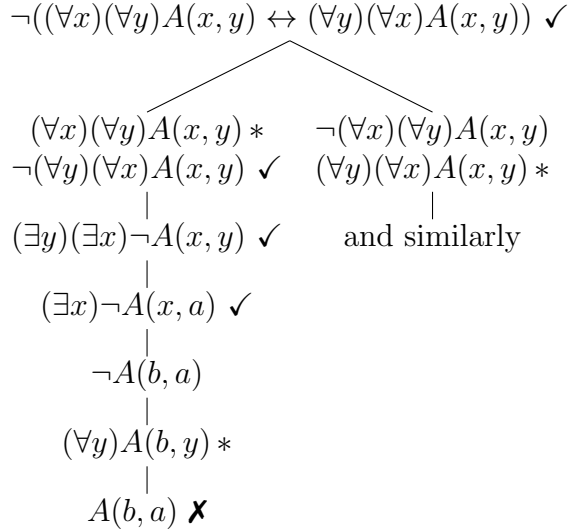 ¬((∀x)(∀y)A(x, y) ↔ (∀y)(∀x)A(x, y)) ✓
(∀x)(∀y)A(x, y) ∗ ¬(∀x)(∀y)A(x, y)
¬(∀y)(∀x)A(x, y) ✓ (∀y)(∀x)A(x, y) ∗
(∃y)(∃x)¬A(x, y) ✓ and similarly
(∃x)¬A(x, a) ✓
¬A(b, a)
(∀y)A(b, y) ∗
A(b, a) ✗